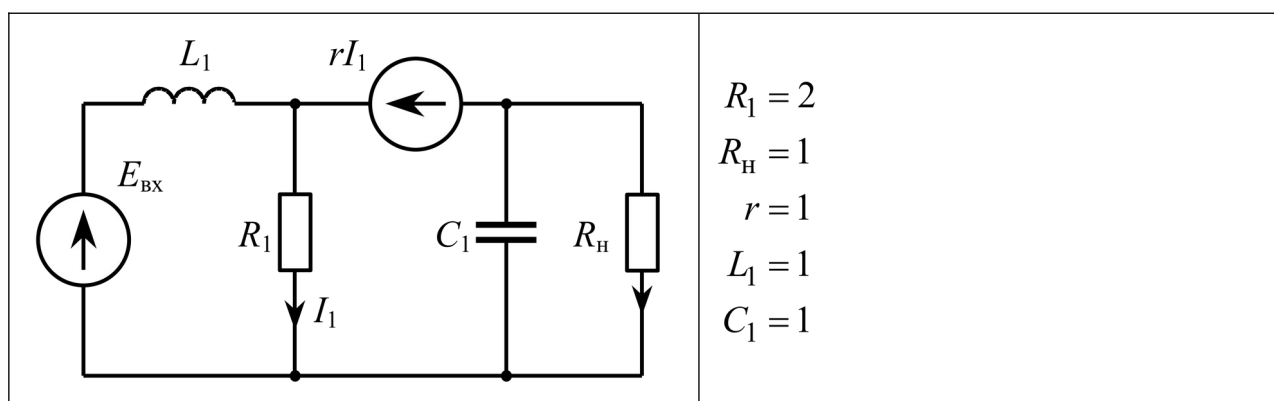 L₁
rI₁
Eвх
R₁
I₁
C₁
Rн
R₁ = 2
Rн = 1
r = 1
L₁ = 1
C₁ = 1